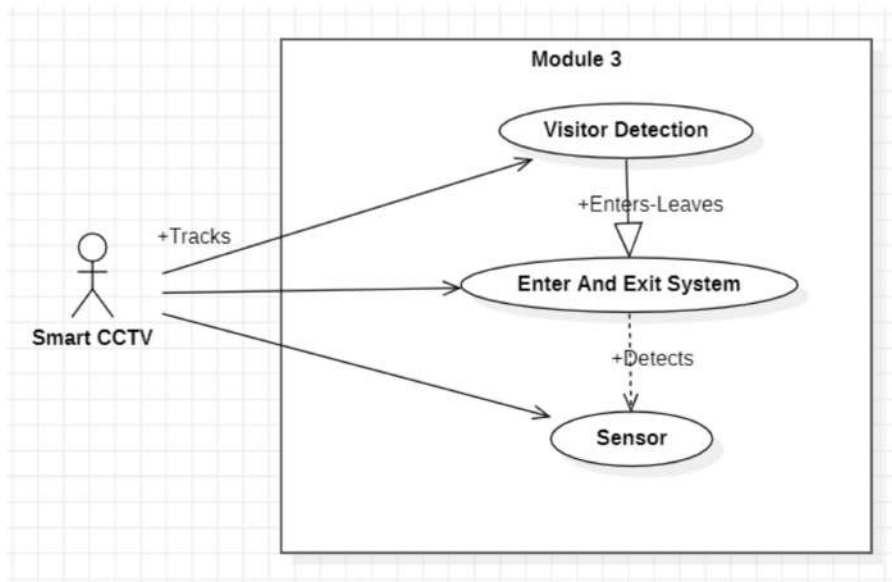 Module 3
Visitor Detection
+Enters-Leaves
+Tracks
Enter And Exit System
Smart CCTV
+Detects
Sensor